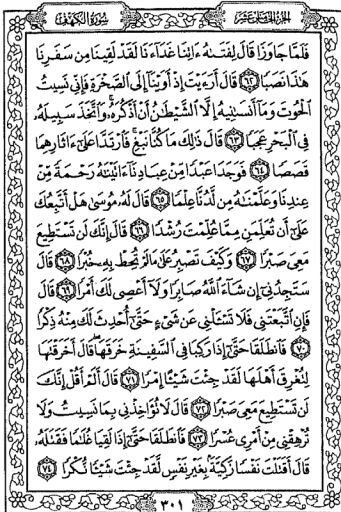 الجزء الخامس عشر
سورة الكهف
فَلَمَّا جَاوَزَا قَالَ لِفَتَىٰهُ ءَاتِنَا غَدَآءَنَا لَقَدْ لَقِينَا مِن سَفَرِنَا
هَٰذَا نَصَبًا ٦٢ قَالَ أَرَءَيْتَ إِذْ أَوَيْنَآ إِلَى ٱلصَّخْرَةِ فَإِنِّي نَسِيتُ
ٱلْحُوتَ وَمَآ أَنسَىٰنِيهُ إِلَّا ٱلشَّيْطَٰنُ أَنْ أَذْكُرَهُۥ وَٱتَّخَذَ سَبِيلَهُۥ
فِي ٱلْبَحْرِ عَجَبًا ٦٣ قَالَ ذَٰلِكَ مَا كُنَّا نَبْغِ فَٱرْتَدَّا عَلَىٰٓ ءَاثَارِهِمَا
قَصَصًا ٦٤ فَوَجَدَا عَبْدًا مِّنْ عِبَادِنَآ ءَاتَيْنَٰهُ رَحْمَةً مِّنْ
عِندِنَا وَعَلَّمْنَٰهُ مِن لَّدُنَّا عِلْمًا ٦٥ قَالَ لَهُۥ مُوسَىٰ هَلْ أَتَّبِعُكَ
عَلَىٰٓ أَن تُعَلِّمَنِ مِمَّا عُلِّمْتَ رُشْدًا ٦٦ قَالَ إِنَّكَ لَن تَسْتَطِيعَ
مَعِيَ صَبْرًا ٦٧ وَكَيْفَ تَصْبِرُ عَلَىٰ مَا لَمْ تُحِطْ بِهِۦ خُبْرًا ٦٨ قَالَ
سَتَجِدُنِيٓ إِن شَآءَ ٱللَّهُ صَابِرًا وَلَآ أَعْصِي لَكَ أَمْرًا ٦٩ قَالَ
فَإِنِ ٱتَّبَعْتَنِي فَلَا تَسْـَٔلْنِي عَن شَيْءٍ حَتَّىٰٓ أُحْدِثَ لَكَ مِنْهُ ذِكْرًا
٧٠ فَٱنطَلَقَا حَتَّىٰٓ إِذَا رَكِبَا فِي ٱلسَّفِينَةِ خَرَقَهَا قَالَ أَخَرَقْتَهَا
لِتُغْرِقَ أَهْلَهَا لَقَدْ جِئْتَ شَيْـًٔا إِمْرًا ٧١ قَالَ أَلَمْ أَقُلْ إِنَّكَ
لَن تَسْتَطِيعَ مَعِيَ صَبْرًا ٧٢ قَالَ لَا تُؤَاخِذْنِي بِمَا نَسِيتُ وَلَا
تُرْهِقْنِي مِنْ أَمْرِي عُسْرًا ٧٣ فَٱنطَلَقَا حَتَّىٰٓ إِذَا لَقِيَا غُلَٰمًا فَقَتَلَهُۥ
قَالَ أَقَتَلْتَ نَفْسًا زَكِيَّةًۢ بِغَيْرِ نَفْسٍ لَّقَدْ جِئْتَ شَيْـًٔا نُّكْرًا ٧٤
٣٠١